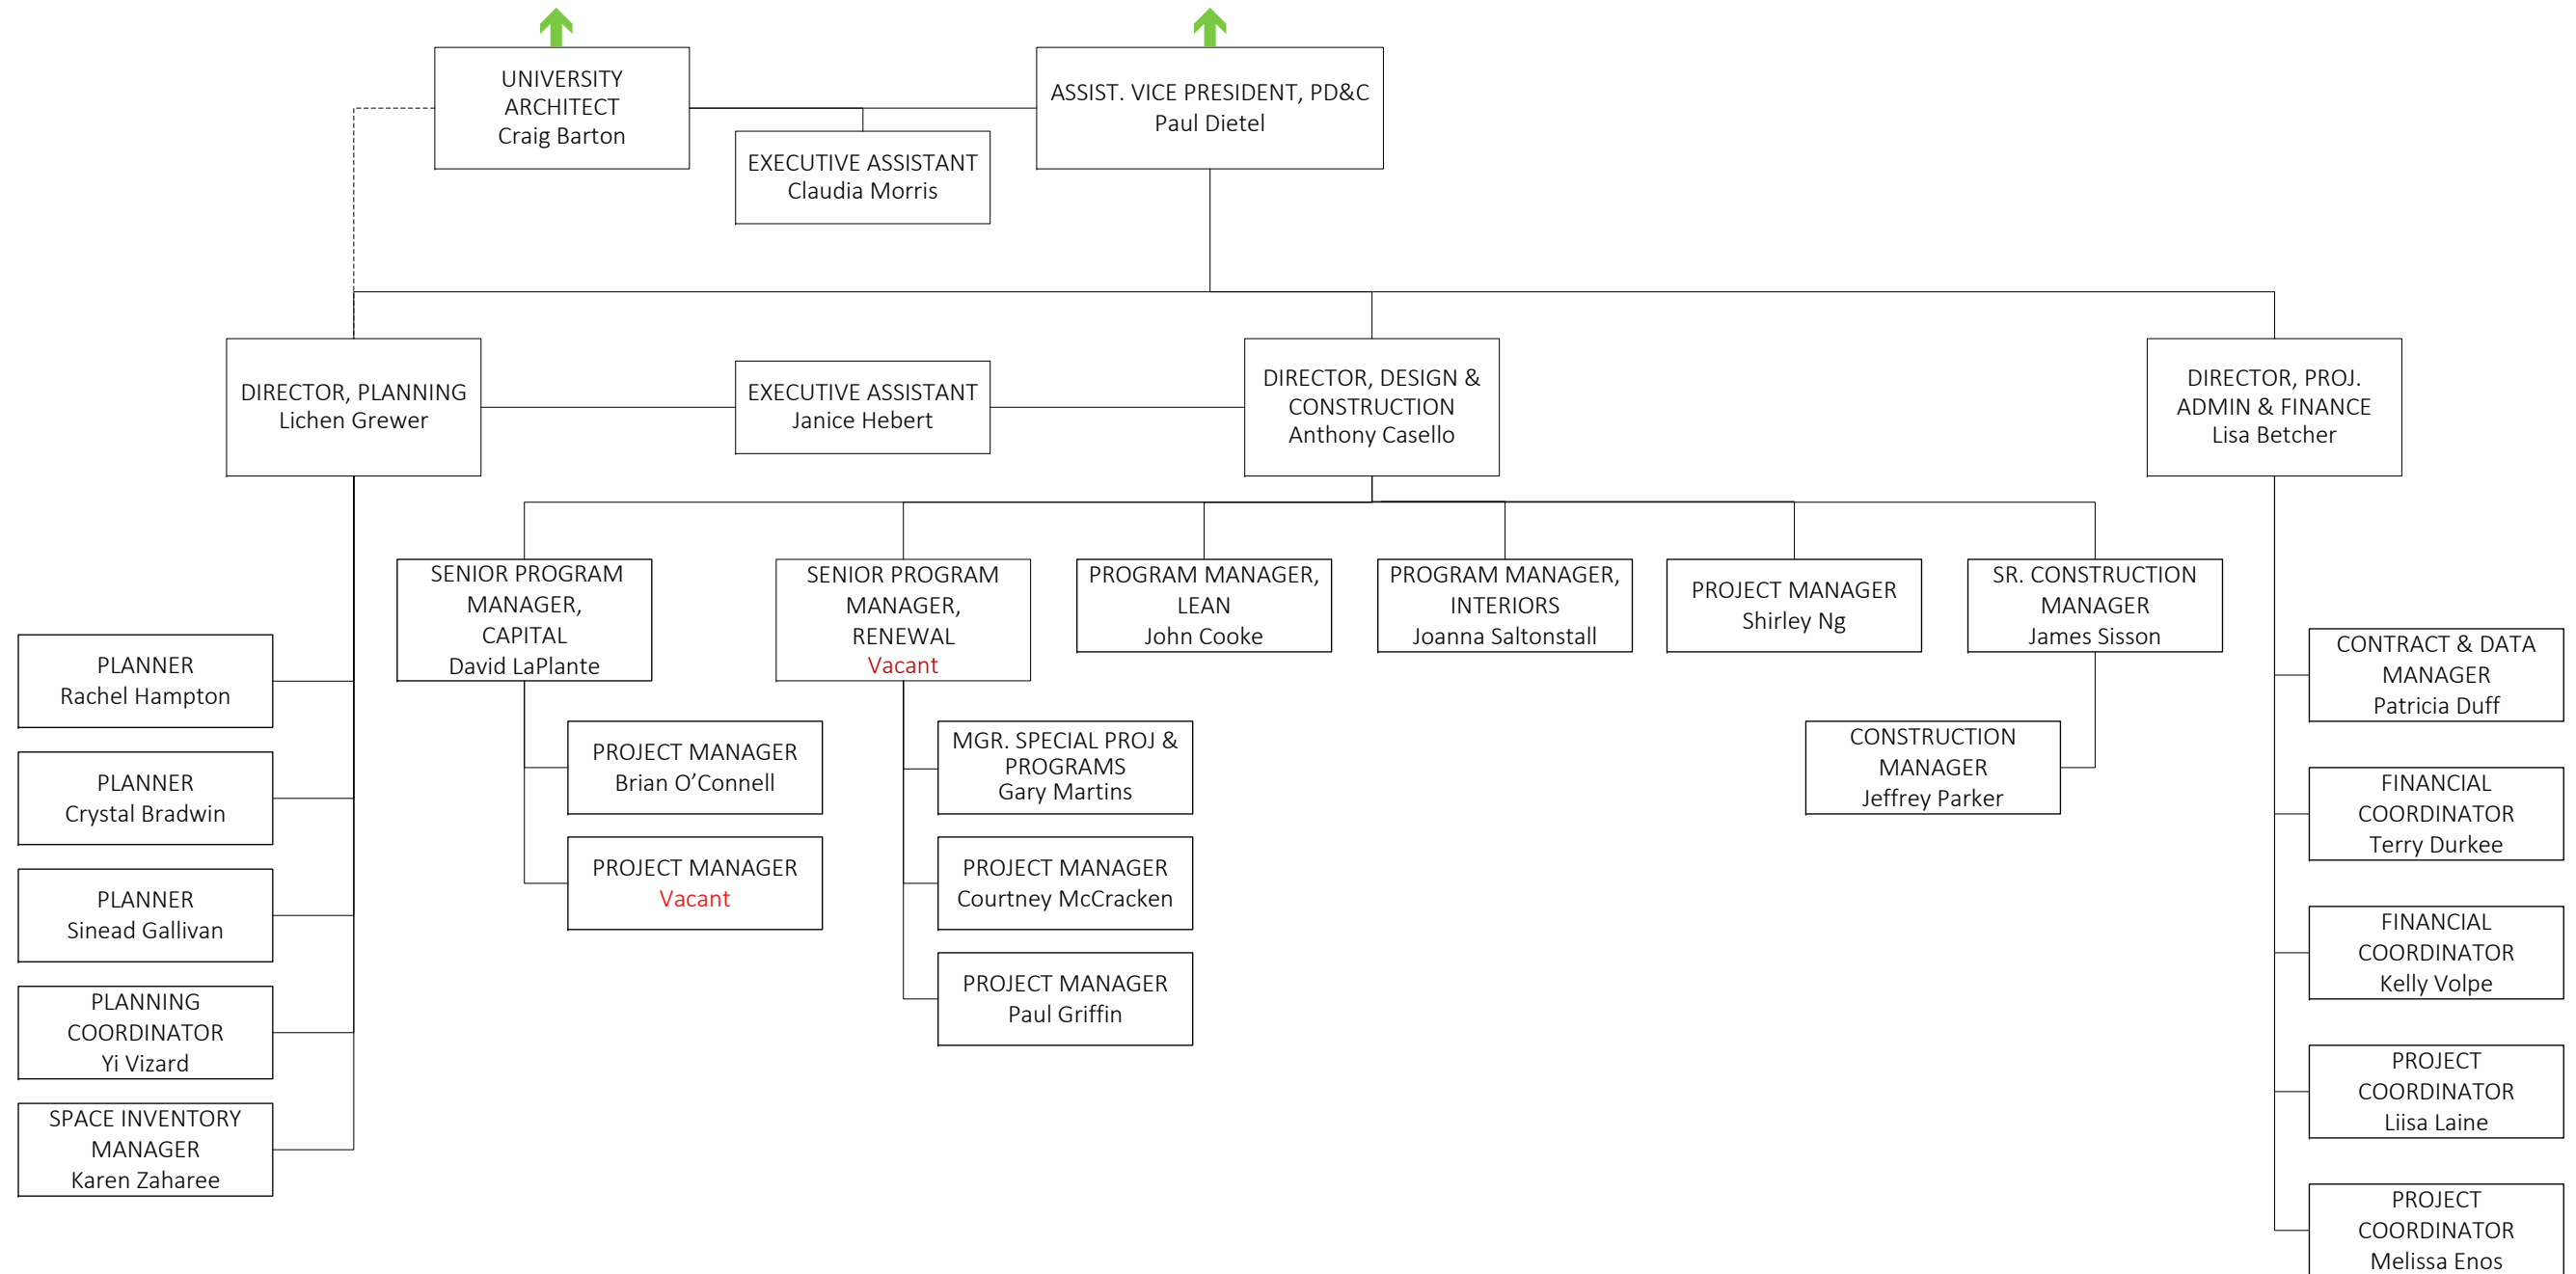 UNIVERSITY
ARCHITECT
Craig Barton
ASSIST. VICE PRESIDENT, PD&C
Paul Dietel
EXECUTIVE ASSISTANT
Claudia Morris
DIRECTOR, PLANNING
Lichen Grewer
EXECUTIVE ASSISTANT
Janice Hebert
DIRECTOR, DESIGN &
CONSTRUCTION
Anthony Casello
DIRECTOR, PROJ.
ADMIN & FINANCE
Lisa Betcher
SENIOR PROGRAM
MANAGER,
CAPITAL
David LaPlante
SENIOR PROGRAM
MANAGER,
RENEWAL
Vacant
PROGRAM MANAGER,
LEAN
John Cooke
PROGRAM MANAGER,
INTERIORS
Joanna Saltonstall
PROJECT MANAGER
Shirley Ng
SR. CONSTRUCTION
MANAGER
James Sisson
PLANNER
Rachel Hampton
PLANNER
Crystal Bradwin
PLANNER
Sinead Gallivan
PLANNING
COORDINATOR
Yi Vizard
SPACE INVENTORY
MANAGER
Karen Zaharee
PROJECT MANAGER
Brian O’Connell
PROJECT MANAGER
Vacant
MGR. SPECIAL PROJ &
PROGRAMS
Gary Martins
PROJECT MANAGER
Courtney McCracken
PROJECT MANAGER
Paul Griffin
CONSTRUCTION
MANAGER
Jeffrey Parker
CONTRACT & DATA
MANAGER
Patricia Duff
FINANCIAL
COORDINATOR
Terry Durkee
FINANCIAL
COORDINATOR
Kelly Volpe
PROJECT
COORDINATOR
Liisa Laine
PROJECT
COORDINATOR
Melissa Enos